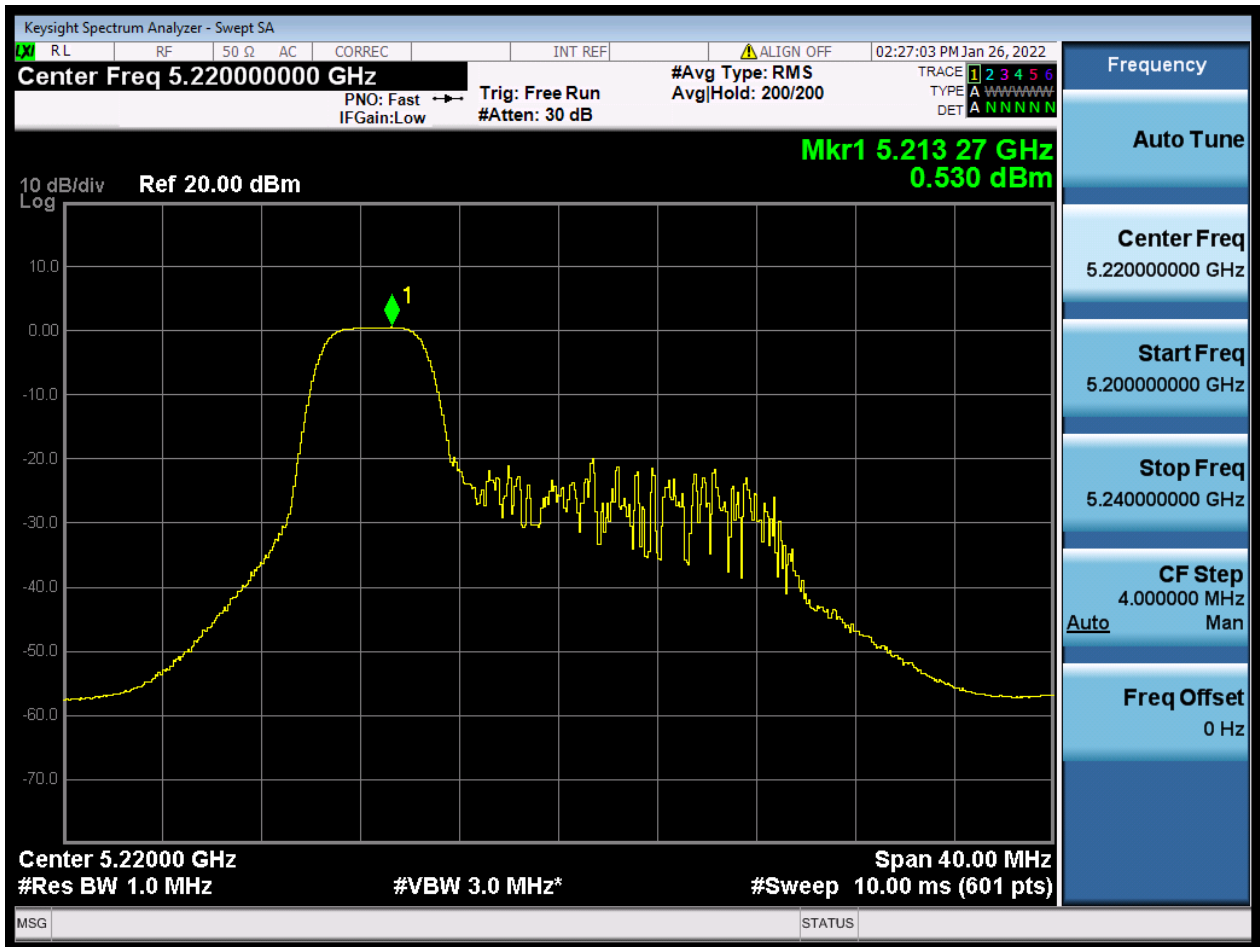 Keysight Spectrum Analyzer - Swept SA
LXI RL RF 50 Ω AC CORREC INT REF ALIGN OFF 02:27:03 PM Jan 26, 2022
Center Freq 5.220000000 GHz
PNO: Fast
IFGain:Low
Trig: Free Run
#Atten: 30 dB
#Avg Type: RMS
Avg|Hold: 200/200
TRACE 1 2 3 4 5 6
TYPE A WWWWW
DET A N N N N N
Mkr1 5.213 27 GHz
0.530 dBm
10 dB/div Ref 20.00 dBm
Log
10.0
0.00
-10.0
-20.0
-30.0
-40.0
-50.0
-60.0
-70.0
1
Center 5.22000 GHz Span 40.00 MHz
#Res BW 1.0 MHz #VBW 3.0 MHz* #Sweep 10.00 ms (601 pts)
MSG STATUS
Frequency
Auto Tune
Center Freq
5.220000000 GHz
Start Freq
5.200000000 GHz
Stop Freq
5.240000000 GHz
CF Step
4.000000 MHz
Auto Man
Freq Offset
0 Hz